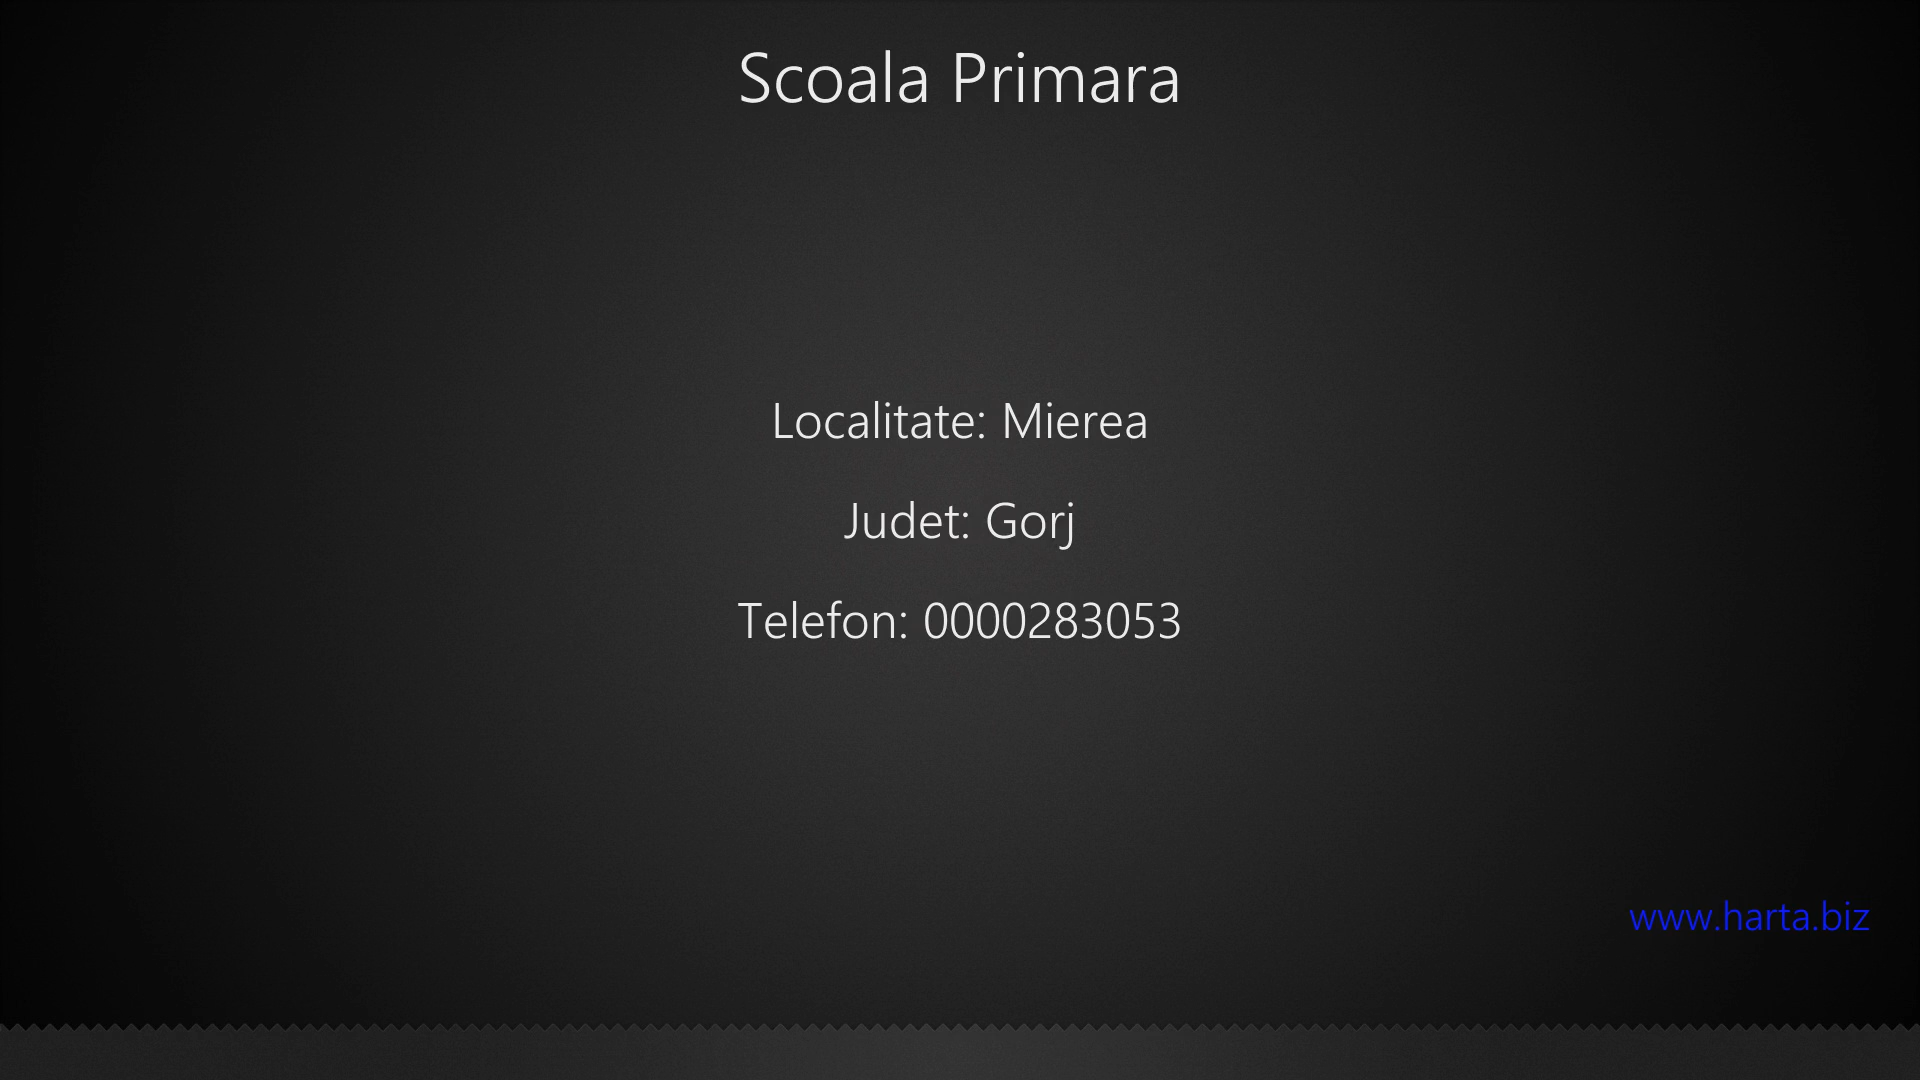 Scoala Primara
Localitate: Mierea
Judet: Gorj
Telefon: 0000283053
www.harta.biz